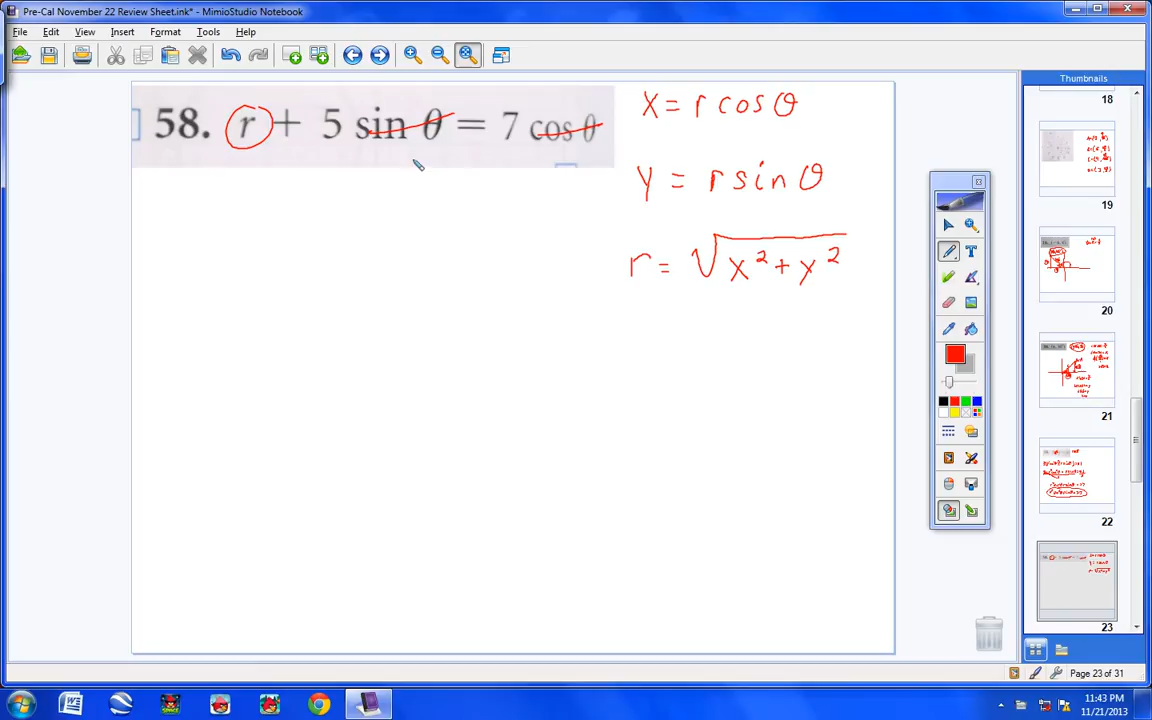 Pre-Cal November 22 Review Sheet.ink* - MimioStudio Notebook
File Edit View Insert Format Tools Help
Thumbnails
58. r + 5 sin θ = 7 cos θ
x = r cos θ
y = r sin θ
r = √x² + y²
18
19
20
21
22
23
Page 23 of 31
11:43 PM
11/21/2013